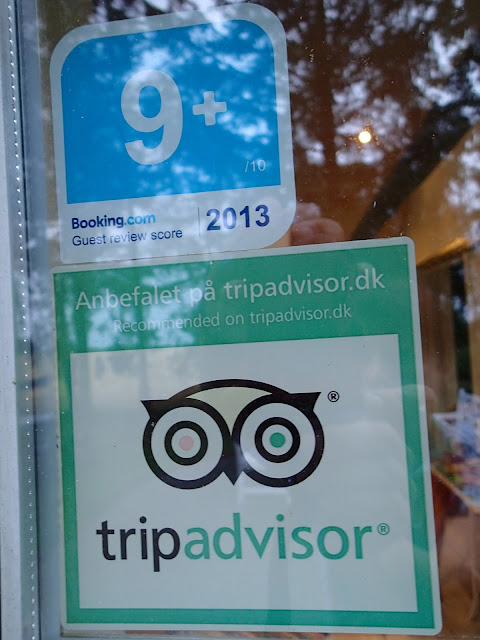 9+
/10
Booking.com
Guest review score
2013
Anbefalet på tripadvisor.dk
Recommended on tripadvisor.dk
®
tripadvisor®